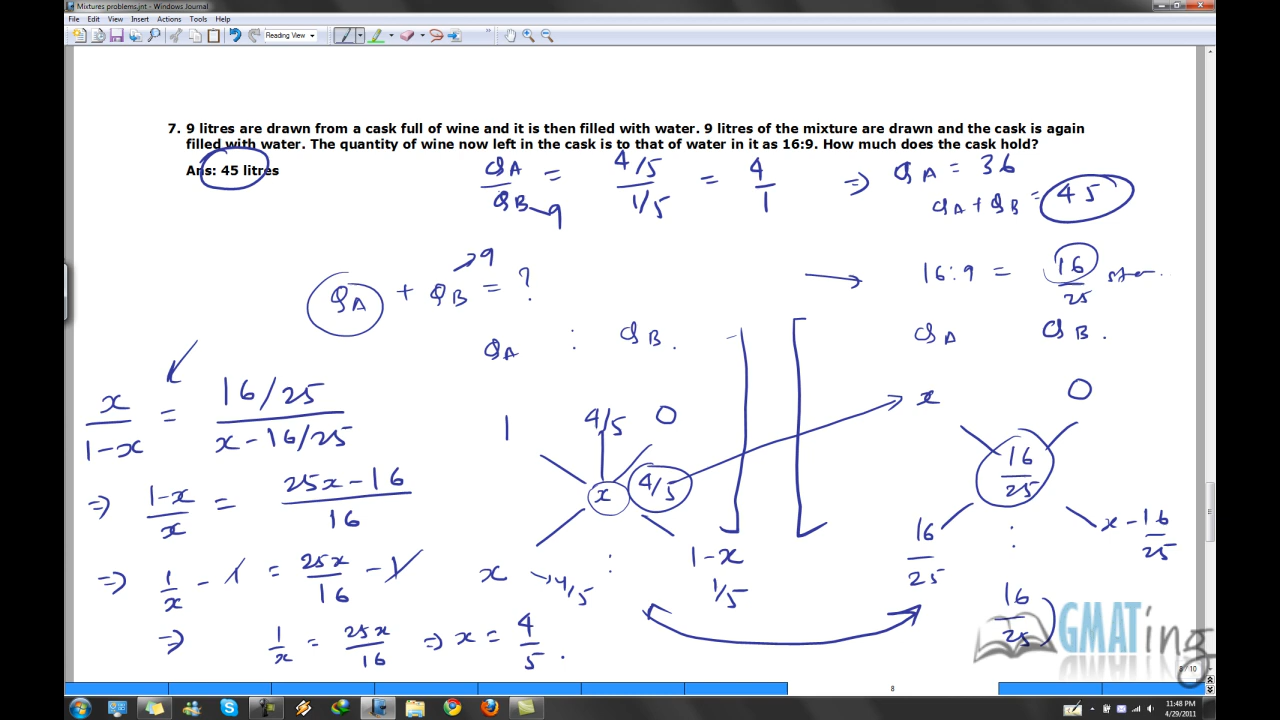 Mixtures problems.jnt - Windows Journal
File Edit View Insert Actions Tools Help
Reading View
7. 9 litres are drawn from a cask full of wine and it is then filled with water. 9 litres of the mixture are drawn and the cask is again
filled with water. The quantity of wine now left in the cask is to that of water in it as 16:9. How much does the cask hold?
Ans: 45 litres
QA/QB = (4/5)/(1/5) = 4/1 ⇒ QA = 36
9
QA + QB = 45
9
QA + QB = ?
→ 16:9 = 16/25
QA : QB.
QA QB.
x/(1-x) = (16/25)/(x-16/25)
1 4/5 0
x 0
x 4/5
16/25
⇒ (1-x)/x = (25x-16)/16
16/25 : x-16/25
x → 4/5 : 1-x
1/5
⇒ 1/x - 1 = 25x/16 - 1
16/25
⇒ 1/x = 25x/16 ⇒ x = 4/5.
GMATing
8 / 10
8
11:48 PM
4/29/2011